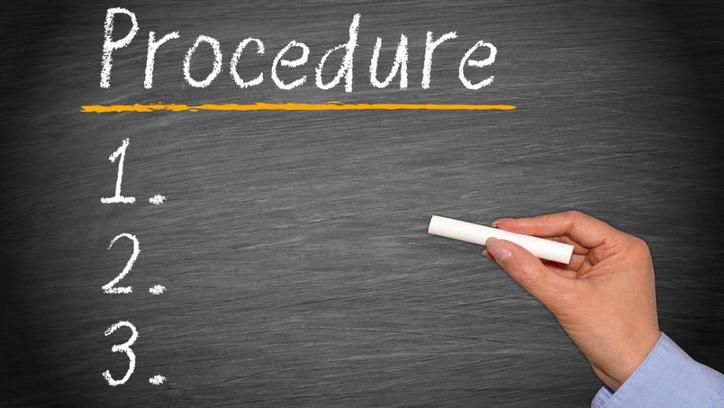 Procedure
1.
2.
3.